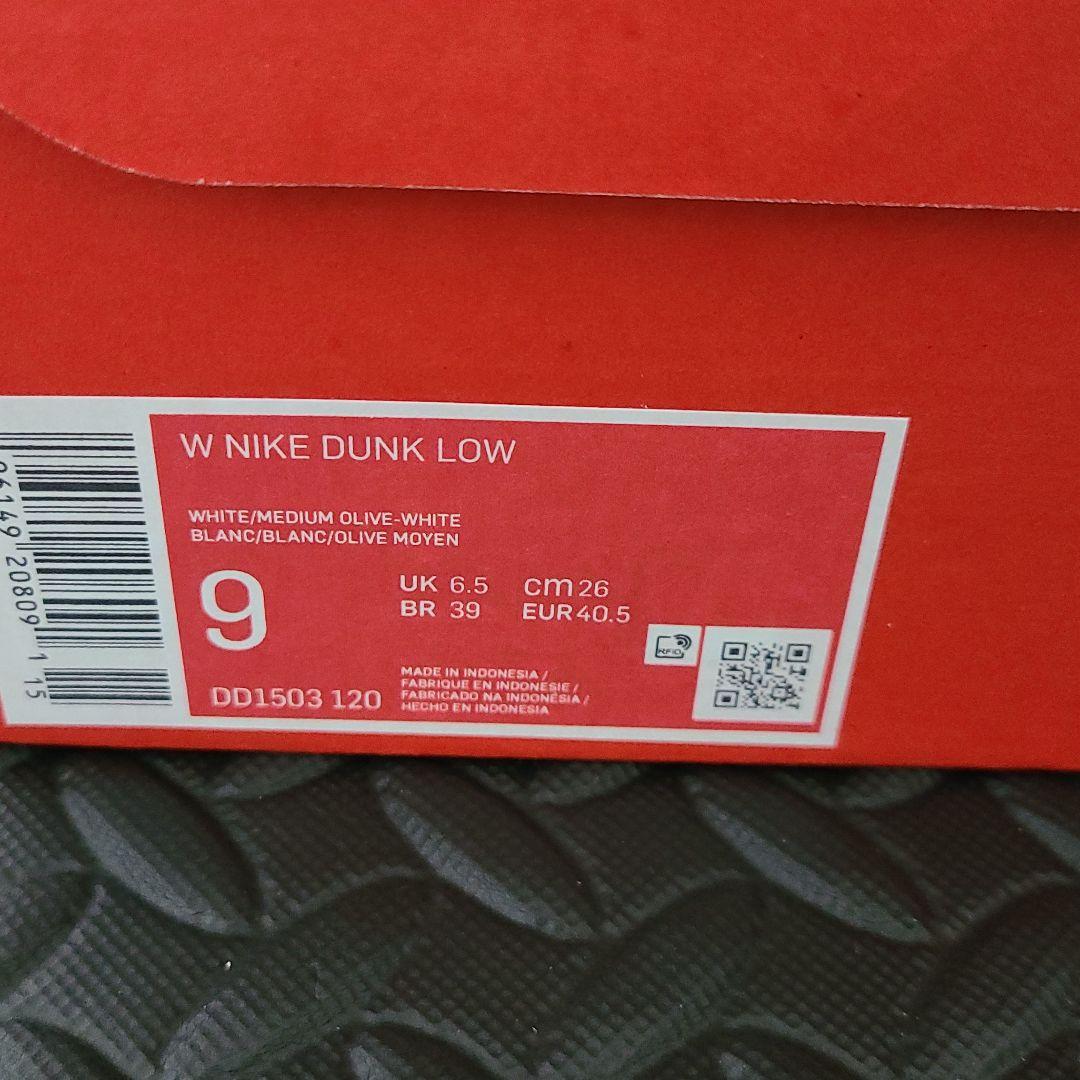 W NIKE DUNK LOW
WHITE/MEDIUM OLIVE-WHITE
BLANC/BLANC/OLIVE MOYEN
9
UK 6.5 cm 26
BR 39 EUR 40.5
RFID
DD1503 120
MADE IN INDONESIA /
FABRIQUE EN INDONESIE /
FABRICADO NA INDONÉSIA /
HECHO EN INDONESIA
20809 1 15